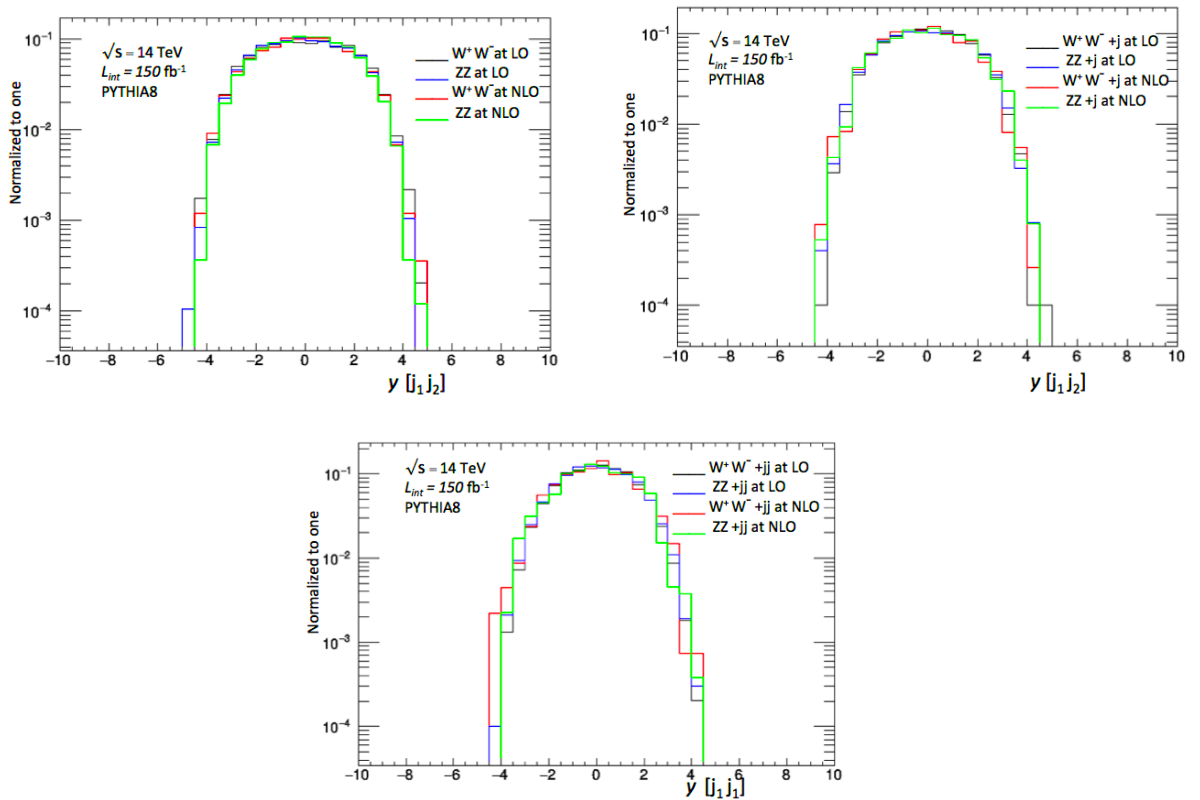 Normalized to one
10⁻¹
10⁻²
10⁻³
10⁻⁴
√s = 14 TeV
L_int = 150 fb⁻¹
PYTHIA8
W⁺ W⁻ at LO
ZZ at LO
W⁺ W⁻ at NLO
ZZ at NLO
−10 −8 −6 −4 −2 0 2 4 6 8 10
y [j₁ j₂]
Normalized to one
10⁻¹
10⁻²
10⁻³
10⁻⁴
√s = 14 TeV
L_int = 150 fb⁻¹
PYTHIA8
W⁺ W⁻ +j at LO
ZZ +j at LO
W⁺ W⁻ +j at NLO
ZZ +j at NLO
−10 −8 −6 −4 −2 0 2 4 6 8 10
y [j₁ j₂]
Normalized to one
10⁻¹
10⁻²
10⁻³
10⁻⁴
√s = 14 TeV
L_int = 150 fb⁻¹
PYTHIA8
W⁺ W⁻ +jj at LO
ZZ +jj at LO
W⁺ W⁻ +jj at NLO
ZZ +jj at NLO
−10 −8 −6 −4 −2 0 2 4 6 8 10
y [j₁ j₁]